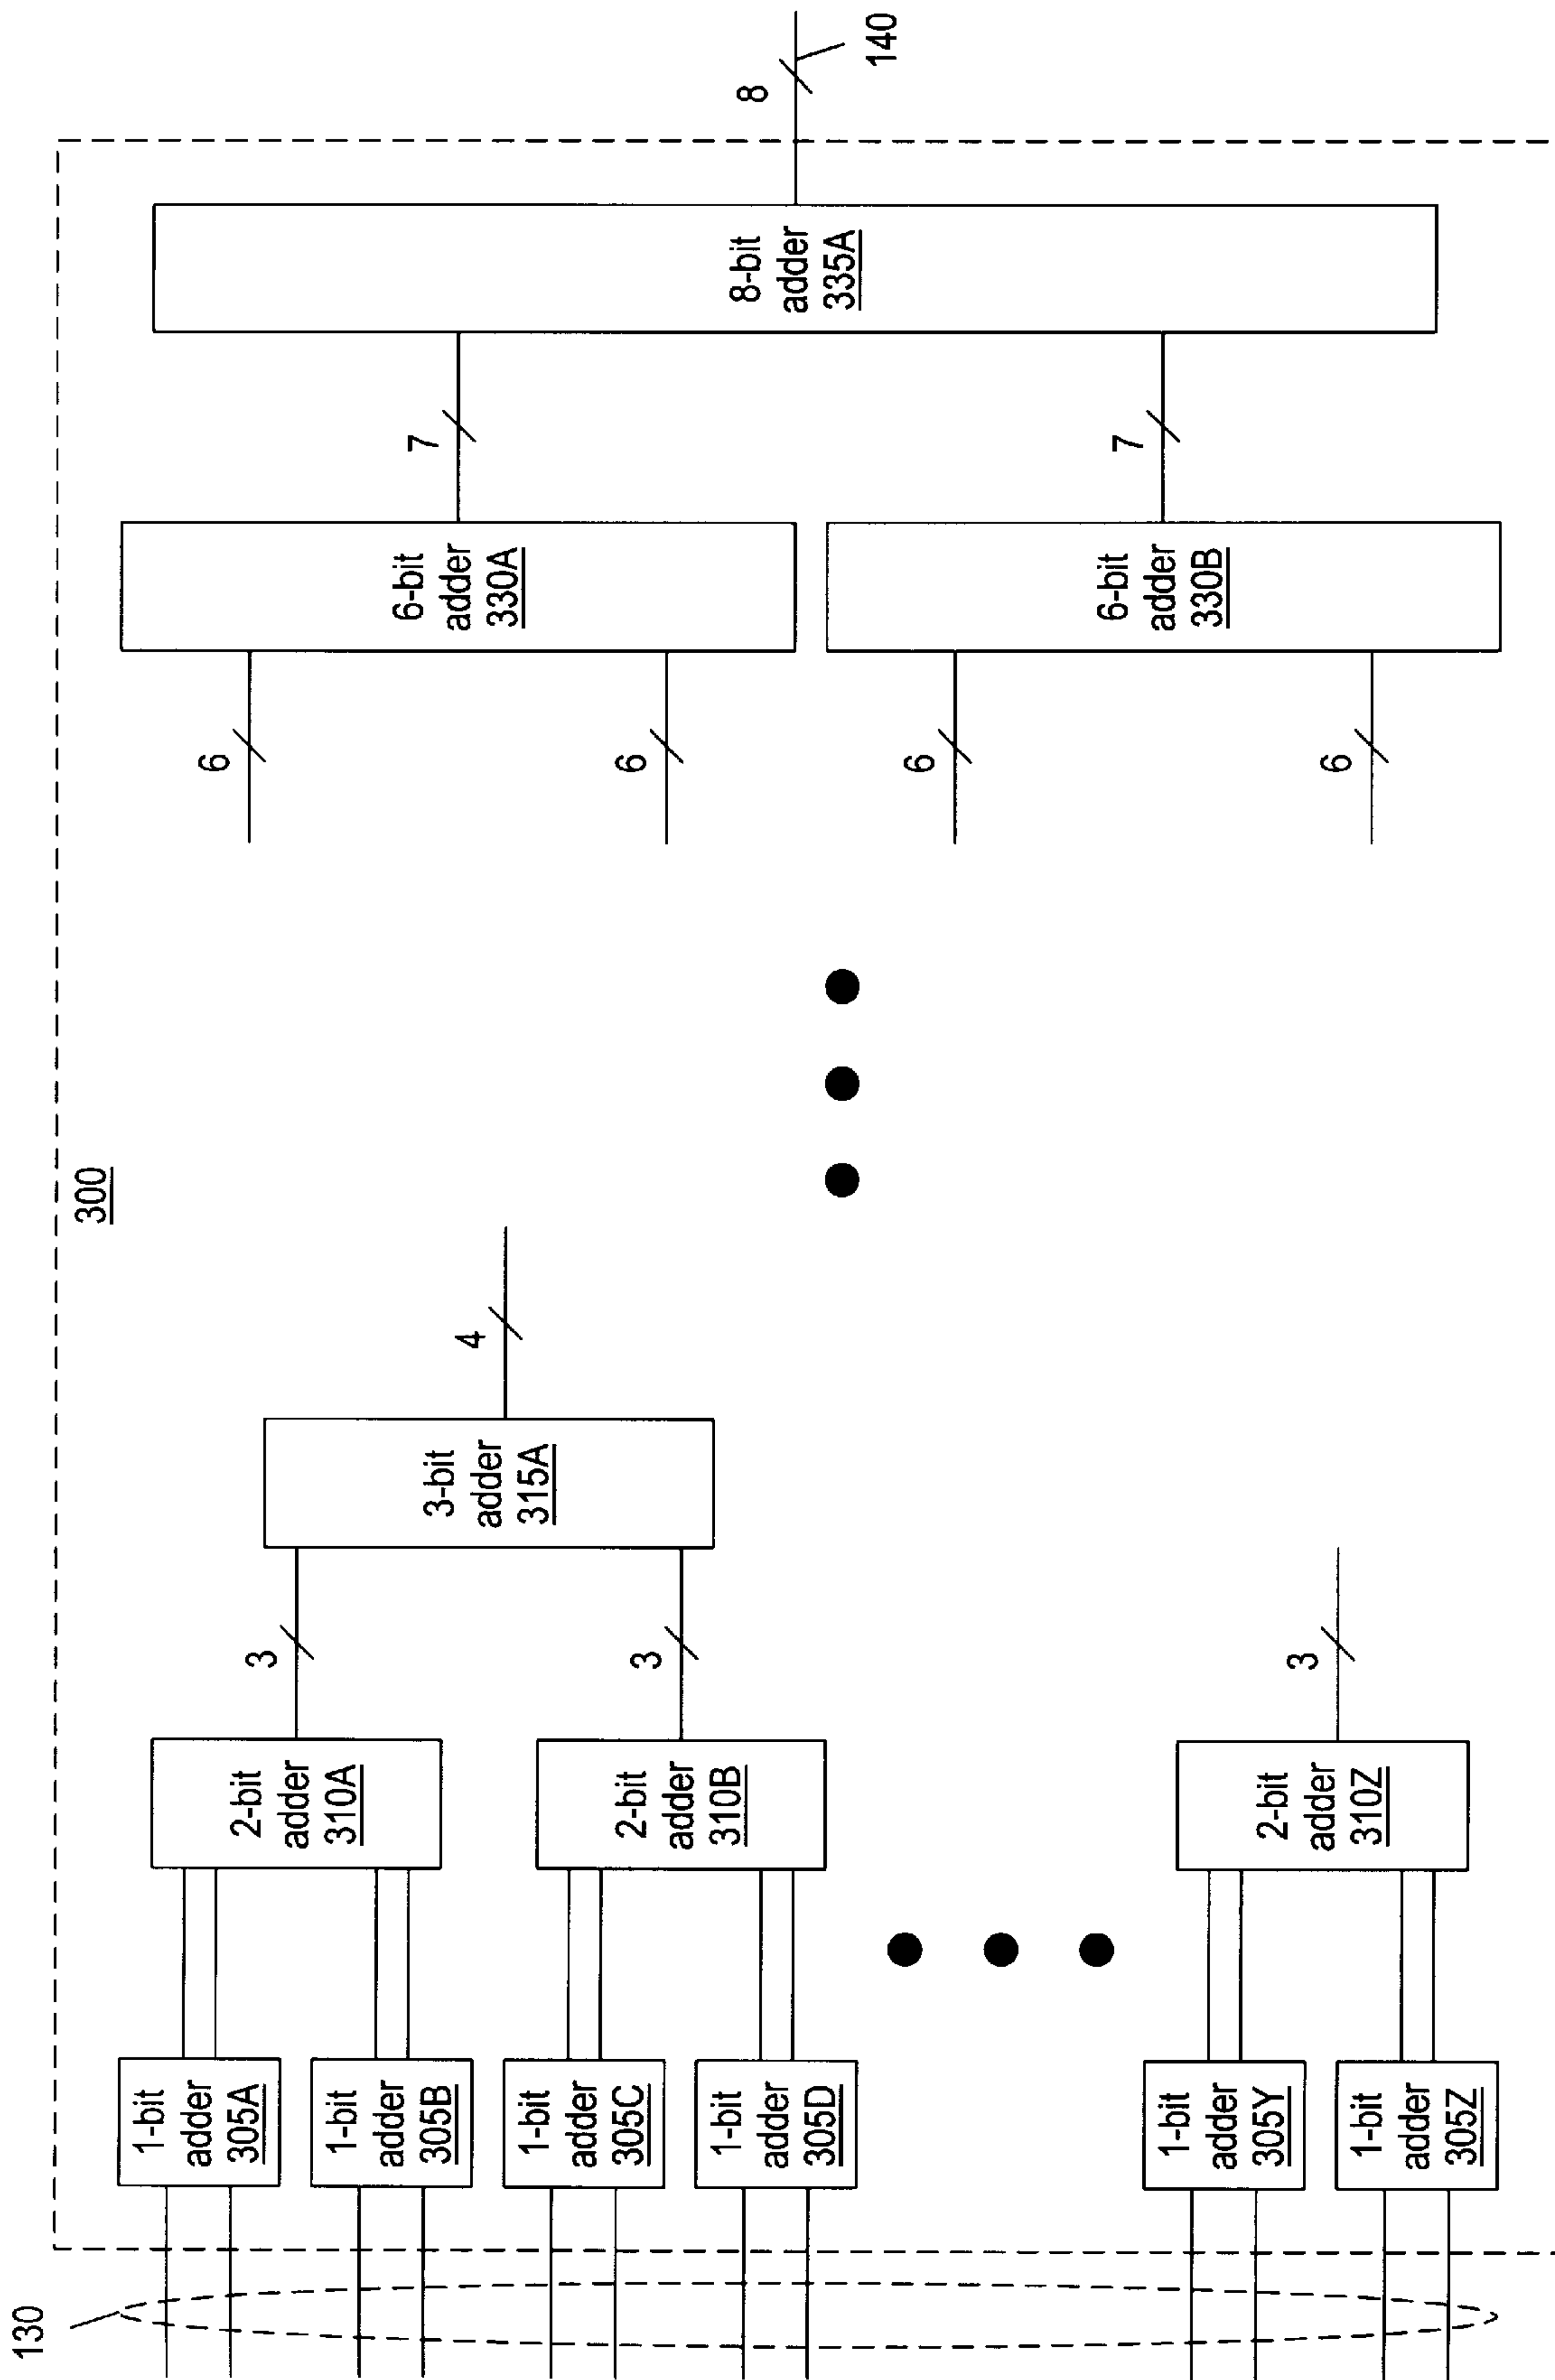 300
130
1-bit
adder
305A
1-bit
adder
305B
1-bit
adder
305C
1-bit
adder
305D
1-bit
adder
305Y
1-bit
adder
305Z
2-bit
adder
310A
2-bit
adder
310B
2-bit
adder
310Z
3
3
3
3-bit
adder
315A
4
6
6
6
6
6-bit
adder
330A
6-bit
adder
330B
7
7
8-bit
adder
335A
8
140